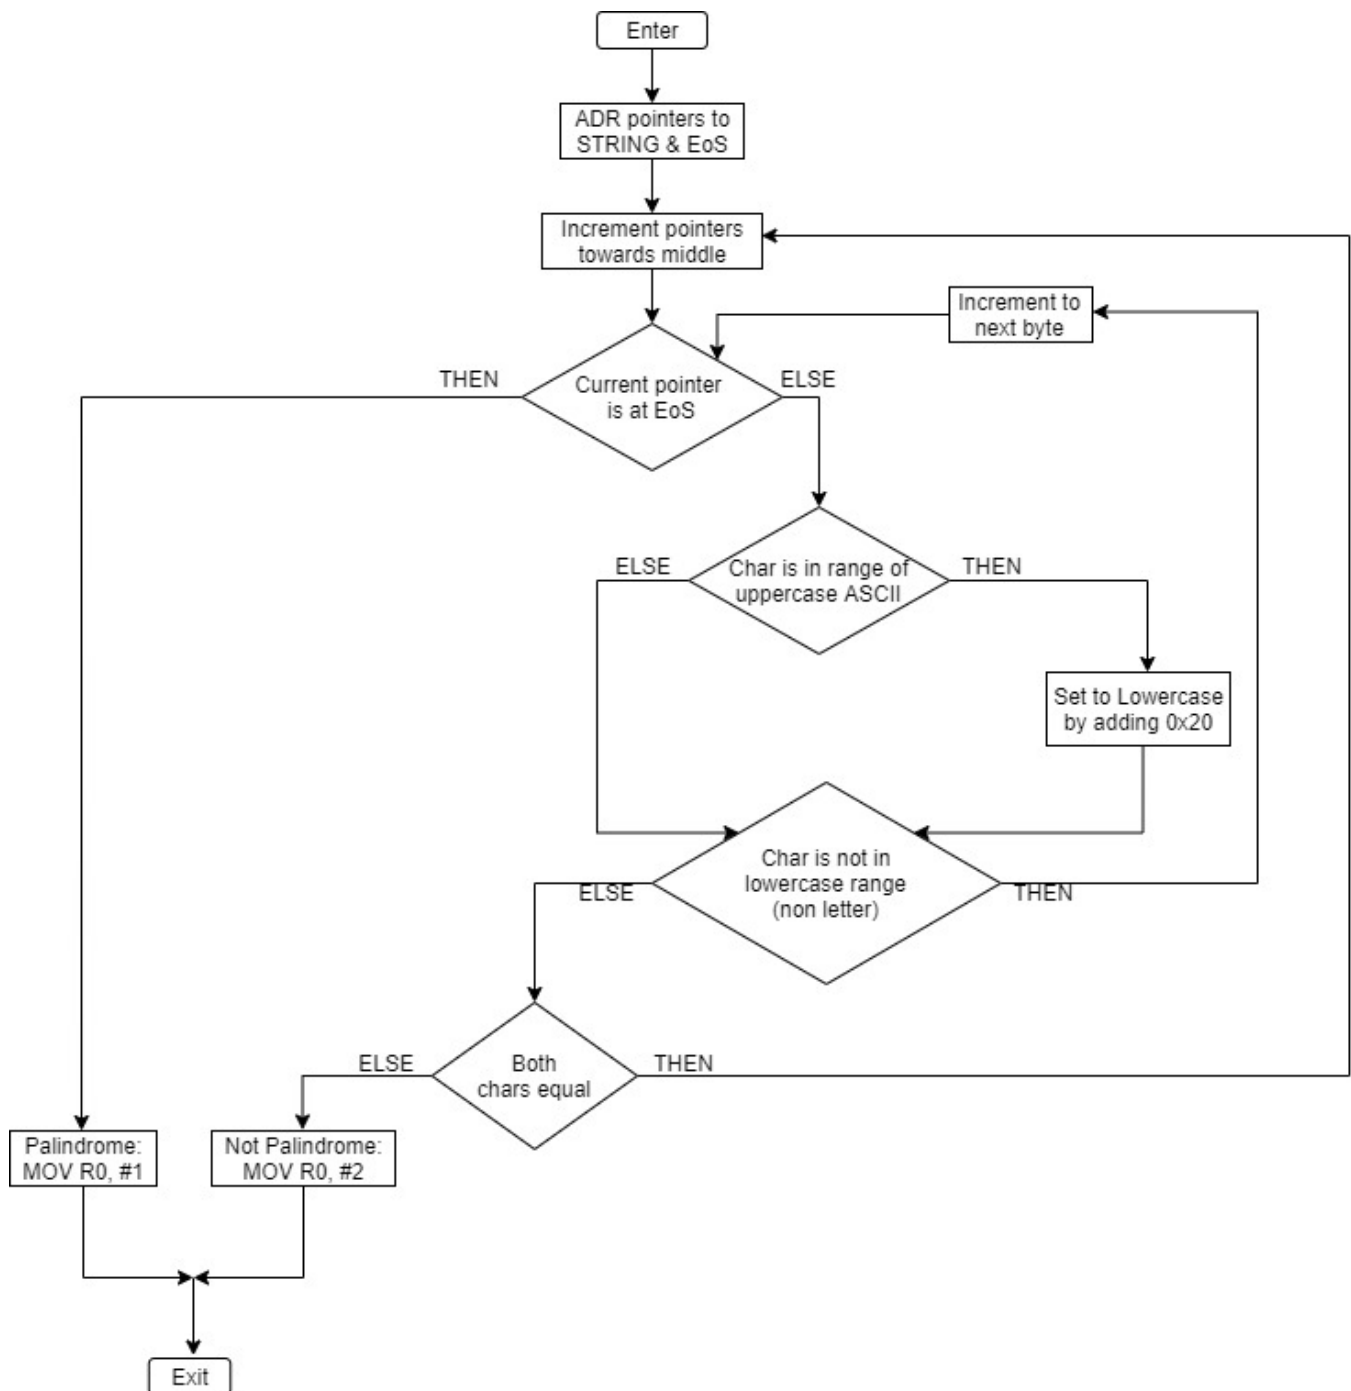 Enter
ADR pointers to
STRING & EoS
Increment pointers
towards middle
Increment to
next byte
THEN
Current pointer
is at EoS
ELSE
ELSE
Char is in range of
uppercase ASCII
THEN
Set to Lowercase
by adding 0x20
Char is not in
lowercase range
(non letter)
ELSE
THEN
ELSE
Both
chars equal
THEN
Palindrome:
MOV R0, #1
Not Palindrome:
MOV R0, #2
Exit